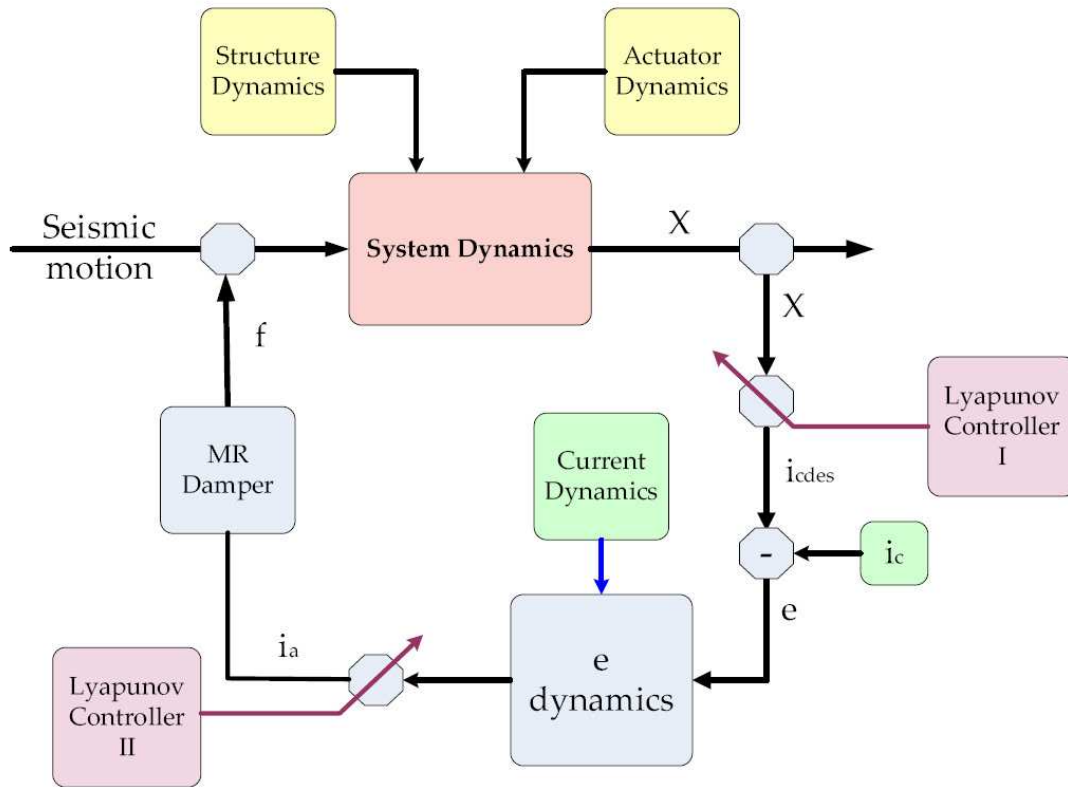 Structure
Dynamics
Actuator
Dynamics
Seismic
motion
System Dynamics
X
X
f
Lyapunov
Controller
I
MR
Damper
Current
Dynamics
icdes
-
ic
e
ia
e
dynamics
Lyapunov
Controller
II